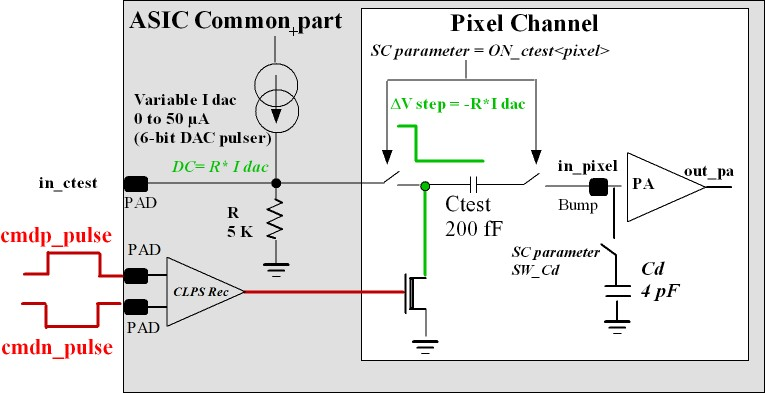 ASIC Common part
Pixel Channel
SC parameter = ON_ctest<pixel>
+
Variable I dac
0 to 50 µA
(6-bit DAC pulser)
ΔV step = -R*I dac
DC= R* I dac
in_ctest
PAD
in_pixel
Bump
PA
out_pa
R
5 K
Ctest
200 fF
cmdp_pulse
PAD
CLPS Rec
PAD
cmdn_pulse
SC parameter
SW_Cd
Cd
4 pF